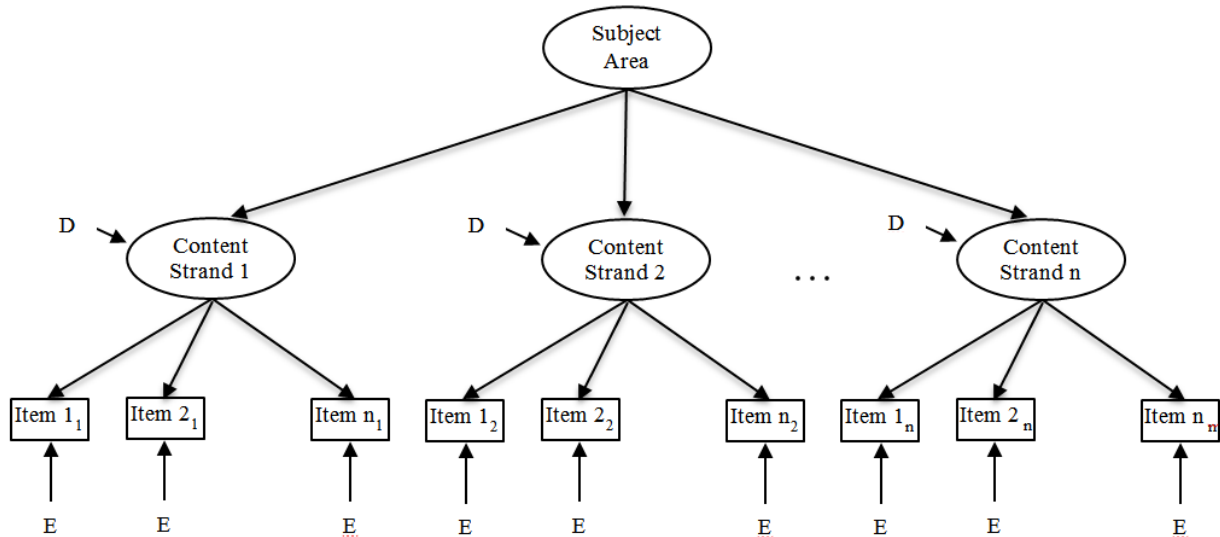 Subject
Area
D
Content
Strand 1
D
Content
Strand 2
...
D
Content
Strand n
Item 1₁
Item 2₁
Item n₁
Item 1₂
Item 2₂
Item n₂
Item 1ₙ
Item 2ₙ
Item n
E
E
E
E
E
E
E
E
E